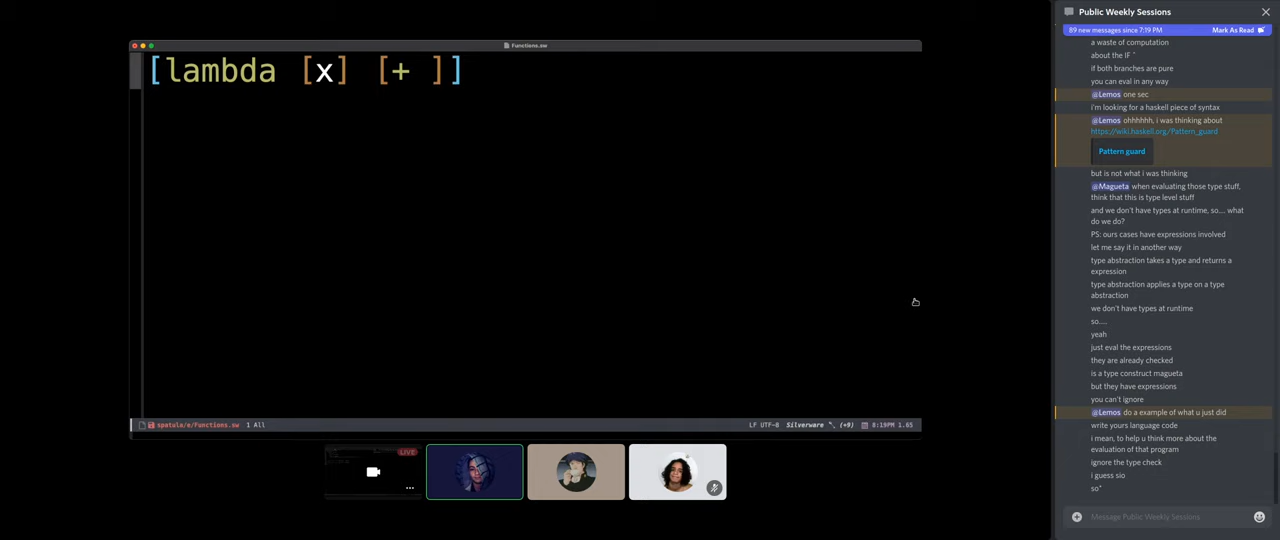 Functions.sw
[lambda [x] [+ ]]
spatula/e/Functions.sw 1 All
LF UTF-8 Silverware (+9) 8:19PM 1.65
LIVE
Public Weekly Sessions
89 new messages since 7:19 PM Mark As Read
a waste of computation
about the IF ^
if both branches are pure
you can eval in any way
@Lemos one sec
i'm looking for a haskell piece of syntax
@Lemos ohhhhhh, i was thinking about
https://wiki.haskell.org/Pattern_guard
Pattern guard
but is not what i was thinking
@Magueta when evaluating those type stuff,
think that this is type level stuff
and we don't have types at runtime, so.... what
do we do?
PS: ours cases have expressions involved
let me say it in another way
type abstraction takes a type and returns a
expression
type abstraction applies a type on a type
abstraction
we don't have types at runtime
so....
yeah
just eval the expressions
they are already checked
is a type construct magueta
but they have expressions
you can't ignore
@Lemos do a example of what u just did
write yours language code
i mean, to help u think more about the
evaluation of that program
ignore the type check
i guess sio
so*
Message Public Weekly Sessions